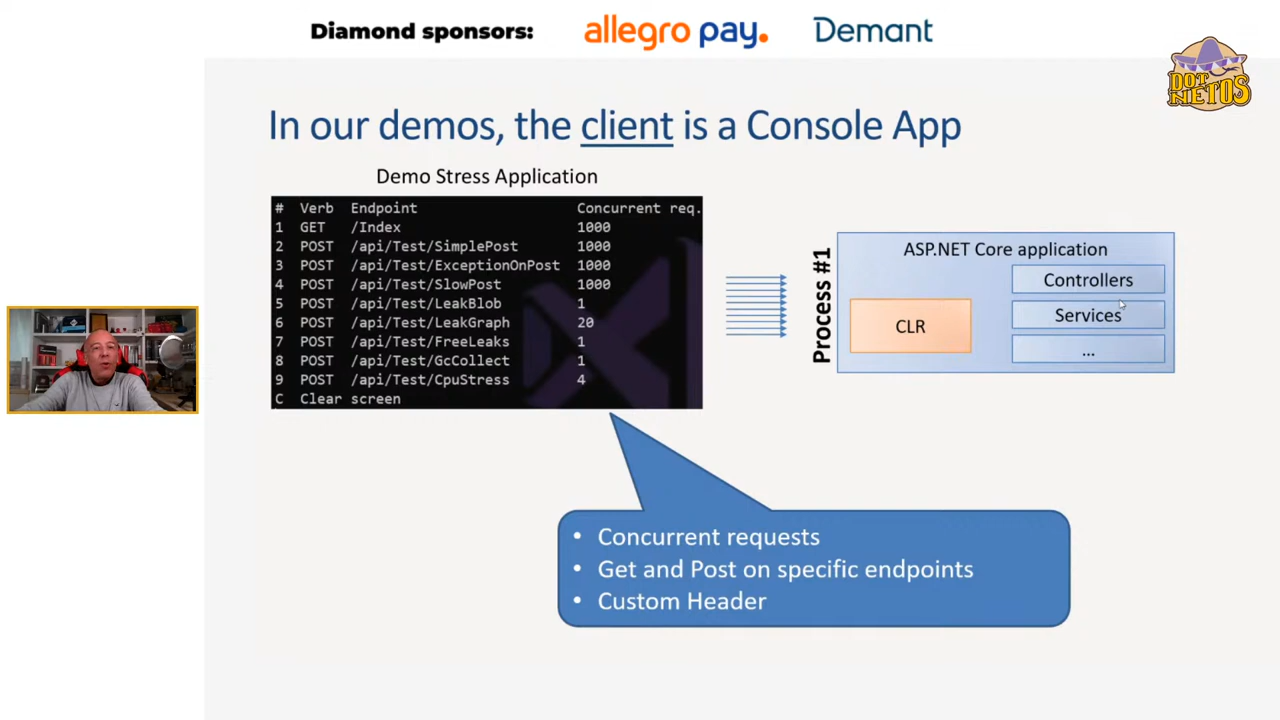 Diamond sponsors: allegro pay. Demant
DOT NETOS
In our demos, the client is a Console App
Demo Stress Application
# Verb Endpoint Concurrent req.
1 GET /Index 1000
2 POST /api/Test/SimplePost 1000
3 POST /api/Test/ExceptionOnPost 1000
4 POST /api/Test/SlowPost 1000
5 POST /api/Test/LeakBlob 1
6 POST /api/Test/LeakGraph 20
7 POST /api/Test/FreeLeaks 1
8 POST /api/Test/GcCollect 1
9 POST /api/Test/CpuStress 4
C Clear screen
Process #1
ASP.NET Core application
CLR
Controllers
Services
...
• Concurrent requests
• Get and Post on specific endpoints
• Custom Header